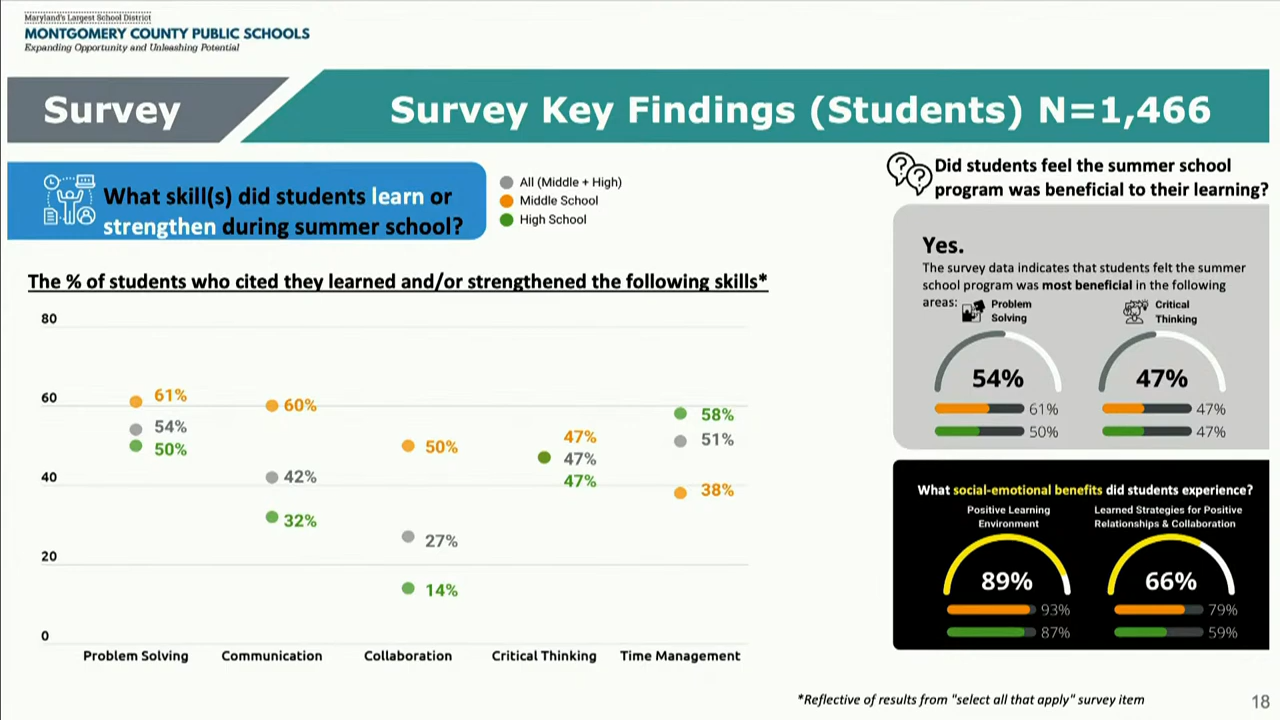 Maryland's Largest School District
MONTGOMERY COUNTY PUBLIC SCHOOLS
Expanding Opportunity and Unleashing Potential
Survey
Survey Key Findings (Students) N=1,466
What skill(s) did students learn or
strengthen during summer school?
All (Middle + High)
Middle School
High School
The % of students who cited they learned and/or strengthened the following skills*
80
60
40
20
0
61%
54%
50%
60%
42%
32%
50%
27%
14%
47%
47%
47%
58%
51%
38%
Problem Solving
Communication
Collaboration
Critical Thinking
Time Management
Did students feel the summer school
program was beneficial to their learning?
Yes.
The survey data indicates that students felt the summer
school program was most beneficial in the following
areas:
Problem
Solving
54%
61%
50%
Critical
Thinking
47%
47%
47%
What social-emotional benefits did students experience?
Positive Learning
Environment
89%
93%
87%
Learned Strategies for Positive
Relationships & Collaboration
66%
79%
59%
*Reflective of results from "select all that apply" survey item
18